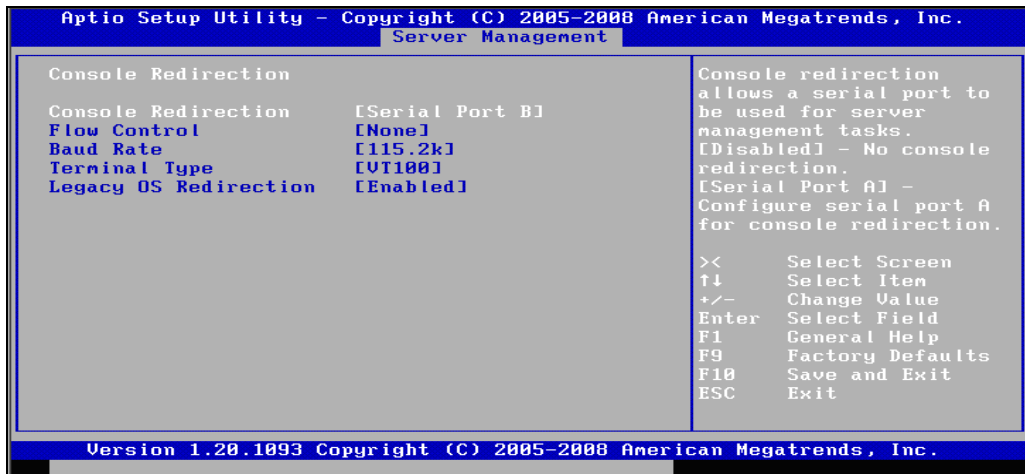 Aptio Setup Utility – Copyright (C) 2005-2008 American Megatrends, Inc.
Server Management
Console Redirection
Console Redirection [Serial Port B]
Flow Control [None]
Baud Rate [115.2k]
Terminal Type [VT100]
Legacy OS Redirection [Enabled]
Console redirection
allows a serial port to
be used for server
management tasks.
[Disabled] – No console
redirection.
[Serial Port A] –
Configure serial port A
for console redirection.
>< Select Screen
↑↓ Select Item
+/- Change Value
Enter Select Field
F1 General Help
F9 Factory Defaults
F10 Save and Exit
ESC Exit
Version 1.20.1093 Copyright (C) 2005-2008 American Megatrends, Inc.